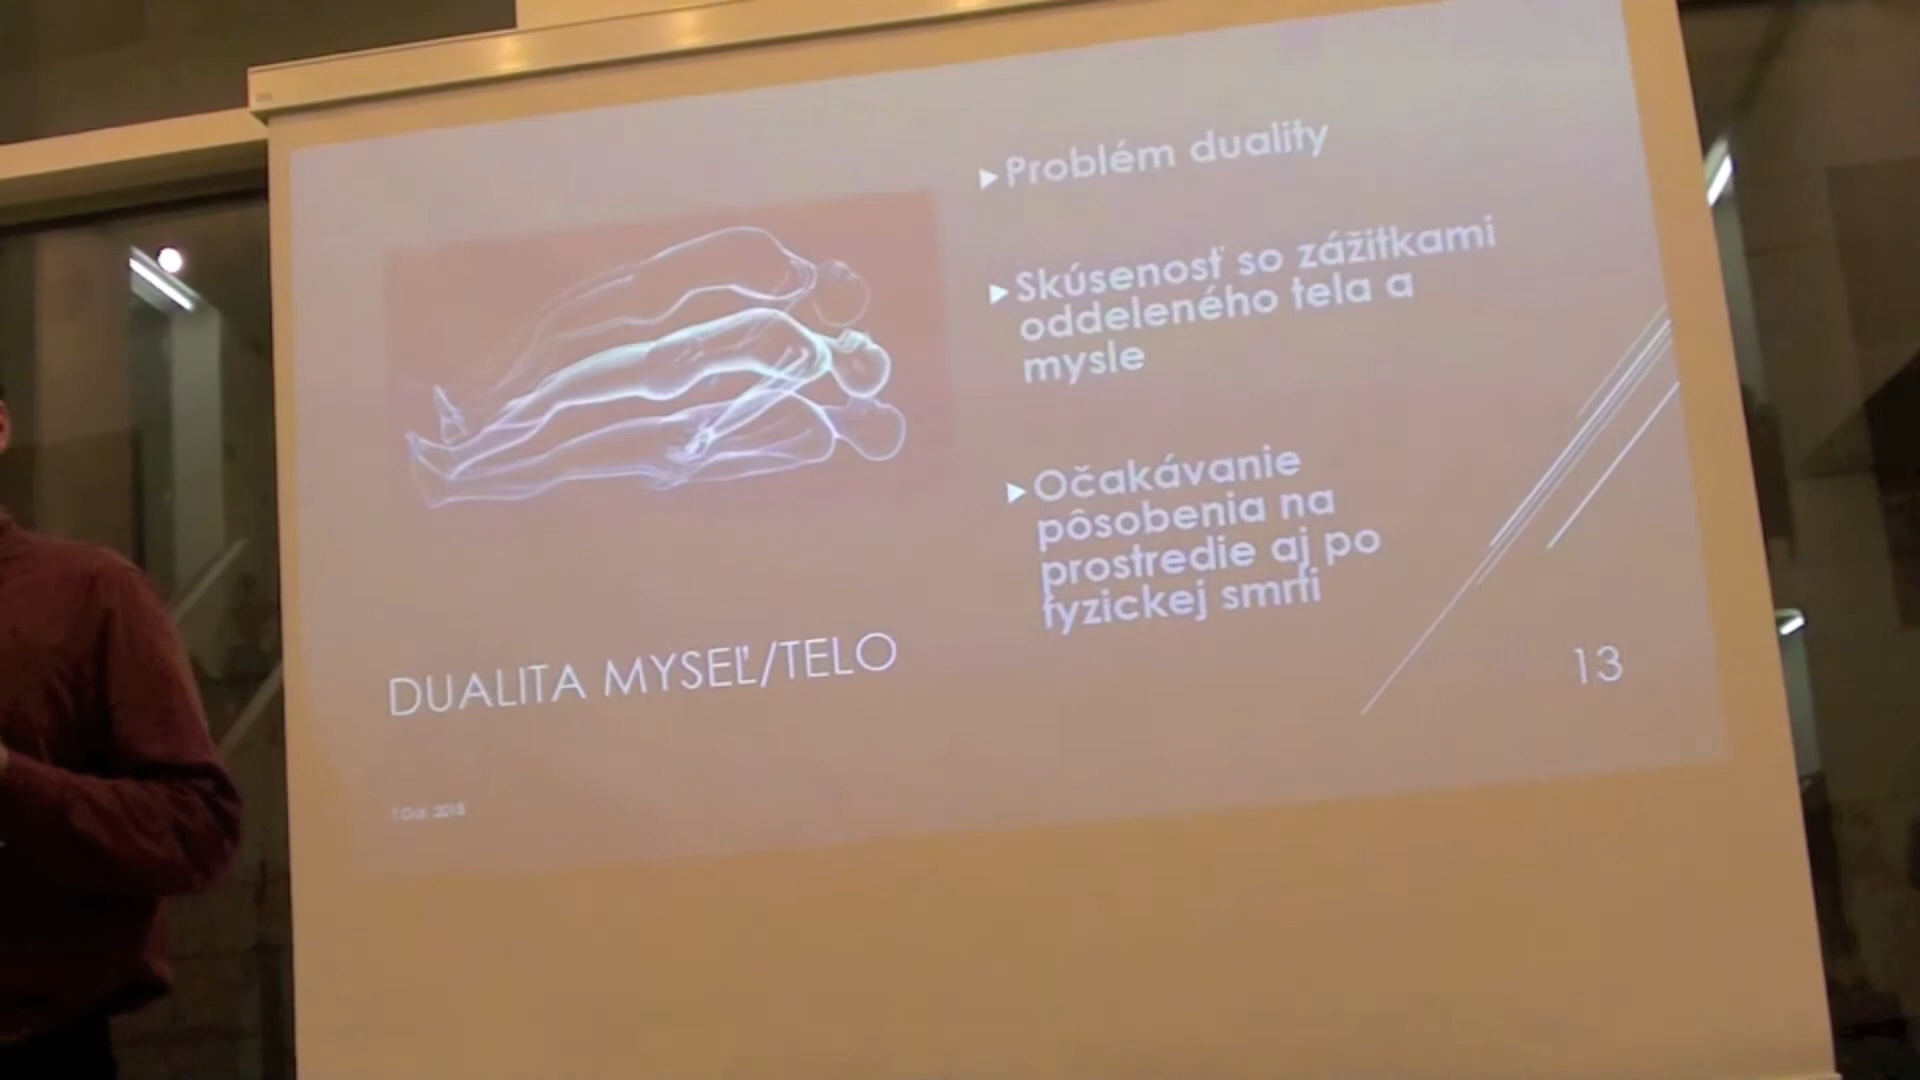 Problém duality
Skúsenosť so zážitkami
oddeleného tela a
mysle
Očakávanie
pôsobenia na
prostredie aj po
fyzickej smrti
DUALITA MYSEĽ/TELO
13